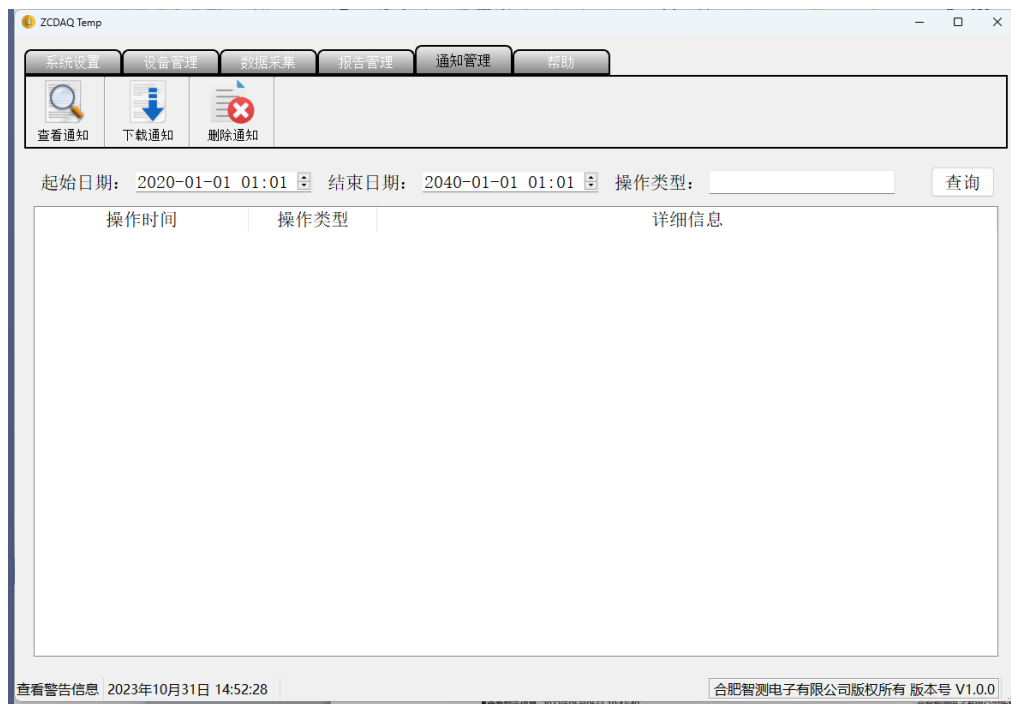 ZCDAQ Temp
系统设置 设备管理 数据采集 报告管理 通知管理 帮助
查看通知 下载通知 删除通知
起始日期： 2020-01-01 01:01 结束日期： 2040-01-01 01:01 操作类型： 查询
操作时间 操作类型 详细信息
查看警告信息 2023年10月31日 14:52:28 合肥智测电子有限公司版权所有 版本号 V1.0.0